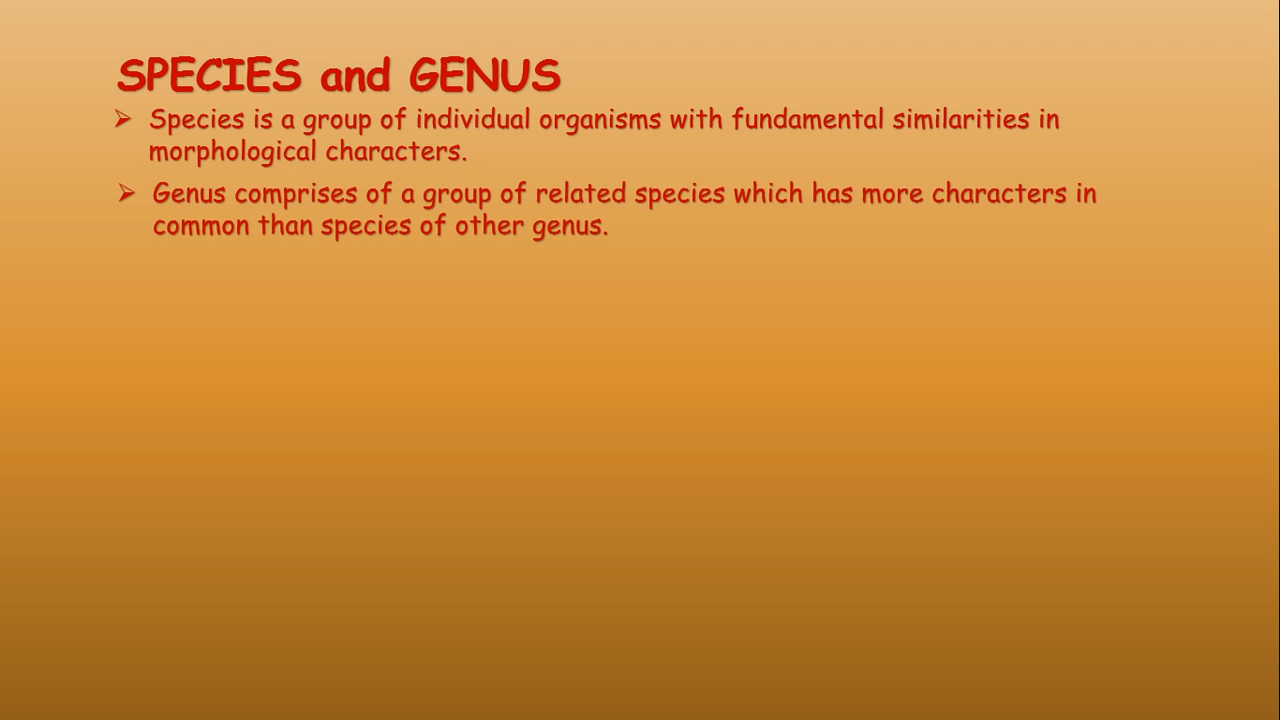 SPECIES and GENUS
➢ Species is a group of individual organisms with fundamental similarities in
morphological characters.
➢ Genus comprises of a group of related species which has more characters in
common than species of other genus.